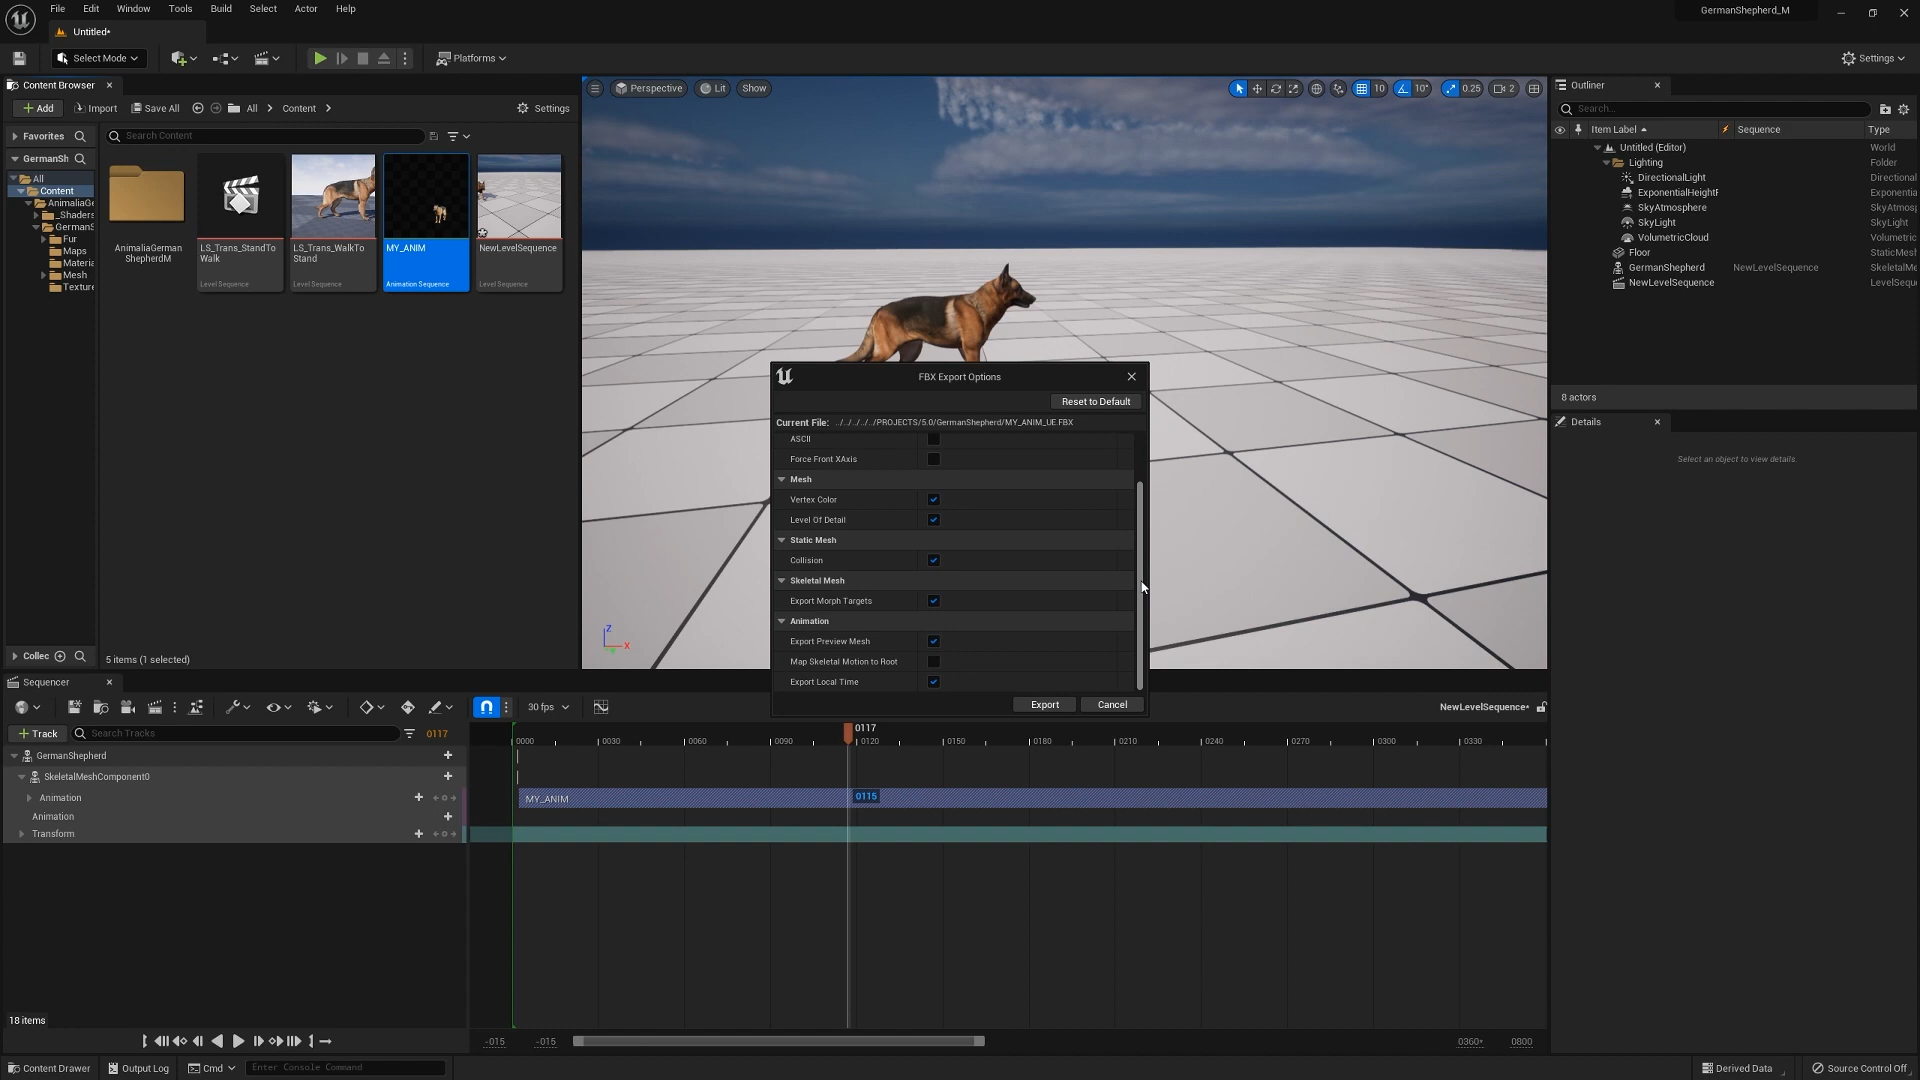 File Edit Window Tools Build Select Actor Help
GermanShepherd_M
Untitled*
Select Mode
Platforms
Settings
Content Browser
Add Import Save All All Content Settings
Favorites
Search Content
GermanSh
All
Content
AnimaliaGe
_Shaders
GermanS
Fur
Maps
Materia
Mesh
Texture
AnimaliaGerman
ShepherdM
LS_Trans_StandTo
Walk
Level Sequence
LS_Trans_WalkTo
Stand
Level Sequence
MY_ANIM
Animation Sequence
NewLevelSequence
Level Sequence
Collec
5 items (1 selected)
Perspective Lit Show
10 10° 0.25 2
Z
X
Outliner
Search...
Item Label Sequence Type
Untitled (Editor) World
Lighting Folder
DirectionalLight Directional
ExponentialHeightF Exponentia
SkyAtmosphere SkyAtmosp
SkyLight SkyLight
VolumetricCloud Volumetric
Floor StaticMesh
GermanShepherd NewLevelSequence SkeletalMe
NewLevelSequence LevelSeque
8 actors
Details
Select an object to view details.
FBX Export Options
Reset to Default
Current File: ../../../../../PROJECTS/5.0/GermanShepherd/MY_ANIM_UE.FBX
ASCII
Force Front XAxis
Mesh
Vertex Color
Level Of Detail
Static Mesh
Collision
Skeletal Mesh
Export Morph Targets
Animation
Export Preview Mesh
Map Skeletal Motion to Root
Export Local Time
Export Cancel
Sequencer
30 fps
NewLevelSequence*
Track Search Tracks 0117
0117
0000 0030 0060 0090 0120 0150 0180 0210 0240 0270 0300 0330
GermanShepherd
SkeletalMeshComponent0
Animation
MY_ANIM 0115
Animation
Transform
18 items
-015 -015 0360* 0800
Content Drawer Output Log Cmd Enter Console Command
Derived Data Source Control Off